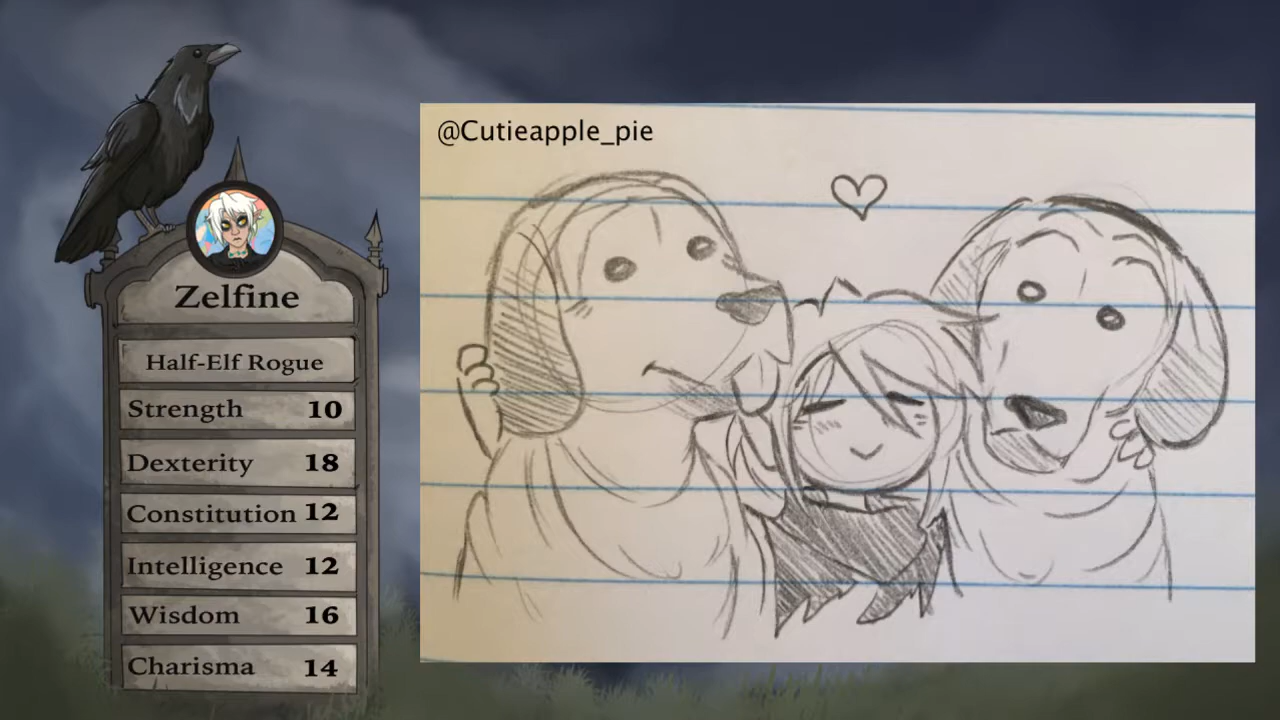 @Cutieapple_pie
Zelfine
Half-Elf Rogue
Strength 10
Dexterity 18
Constitution 12
Intelligence 12
Wisdom 16
Charisma 14